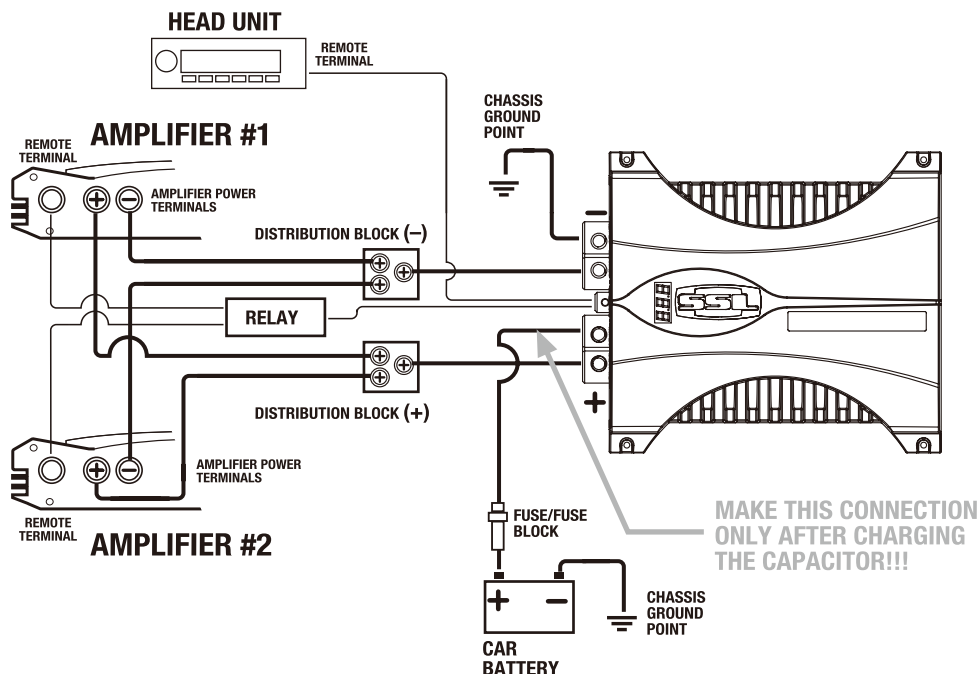 HEAD UNIT
REMOTE
TERMINAL
CHASSIS
GROUND
POINT
AMPLIFIER #1
REMOTE
TERMINAL
+
−
AMPLIFIER POWER
TERMINALS
DISTRIBUTION BLOCK (−)
−
SSL
RELAY
+
DISTRIBUTION BLOCK (+)
+
−
AMPLIFIER POWER
TERMINALS
REMOTE
TERMINAL
AMPLIFIER #2
FUSE/FUSE
BLOCK
MAKE THIS CONNECTION
ONLY AFTER CHARGING
THE CAPACITOR!!!
+ −
CHASSIS
GROUND
POINT
CAR
BATTERY